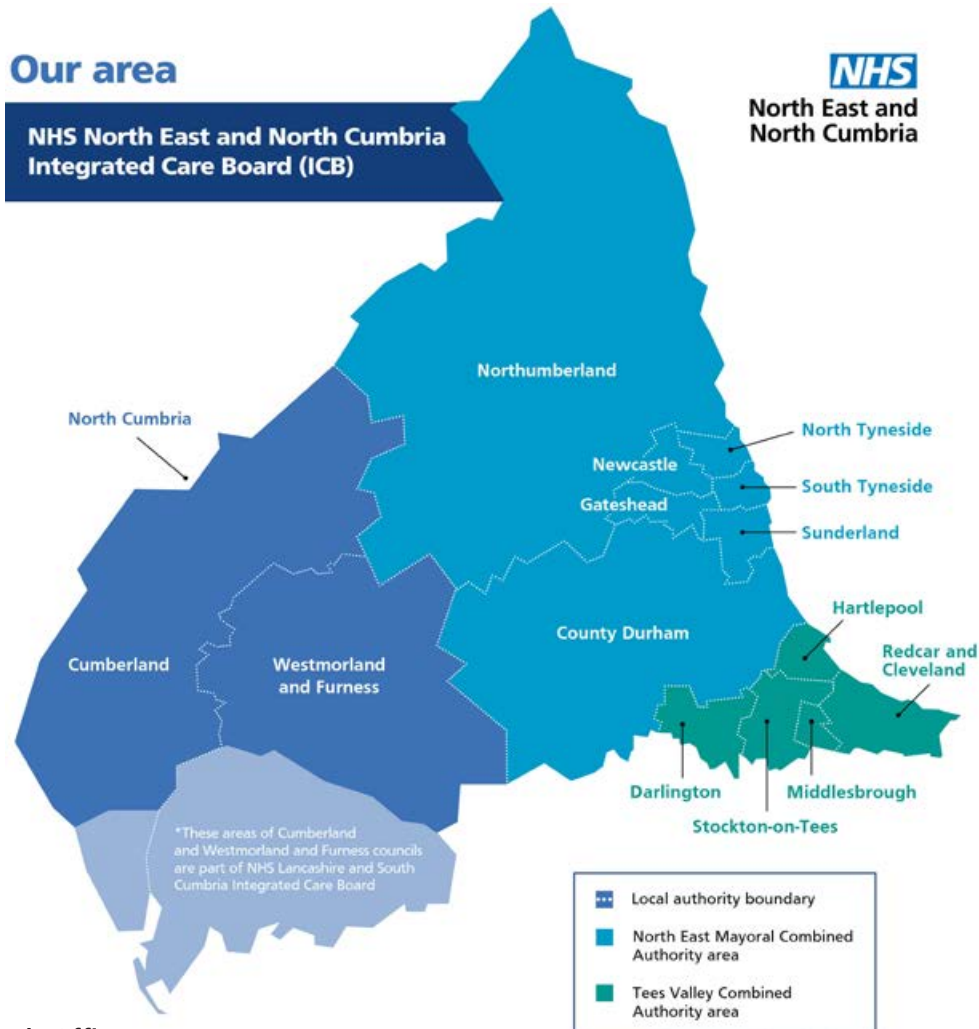 Our area
NHS North East and North Cumbria
Integrated Care Board (ICB)
NHS
North East and
North Cumbria
Northumberland
North Cumbria
North Tyneside
Newcastle
South Tyneside
Gateshead
Sunderland
Hartlepool
County Durham
Redcar and
Cleveland
Cumberland
Westmorland
and Furness
Darlington
Middlesbrough
Stockton-on-Tees
*These areas of Cumberland
and Westmorland and Furness councils
are part of NHS Lancashire and South
Cumbria Integrated Care Board
Local authority boundary
North East Mayoral Combined
Authority area
Tees Valley Combined
Authority area